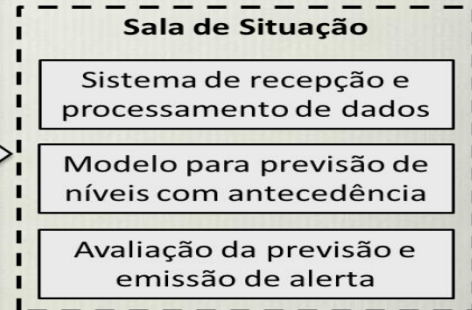 Sala de Situação
Sistema de recepção e
processamento de dados
Modelo para previsão de
níveis com antecedência
Avaliação da previsão e
emissão de alerta